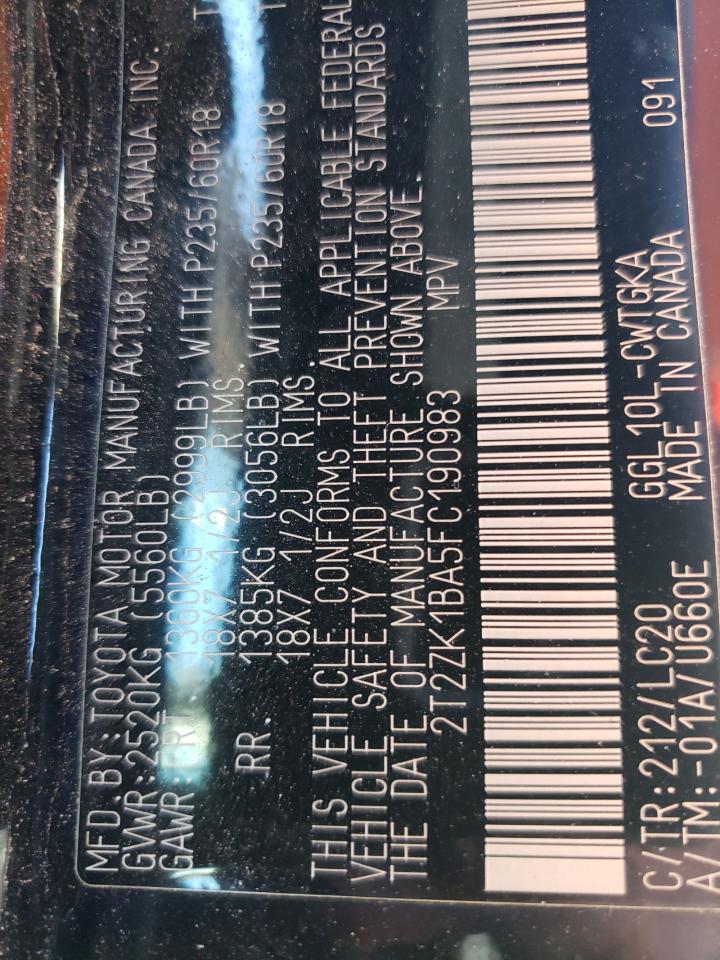 MFD.BY:TOYOTA MOTOR MANUFACTURING CANADA INC.
GVWR:2520KG (5560LB)
GAWR:FRT 1360KG (2999LB) WITH P235/60R18
18X7 1/2J RIMS,
RR. 1385KG (3056LB) WITH P235/60R18
18X7 1/2J RIMS.
THIS VEHICLE CONFORMS TO ALL APPLICABLE FEDERAL
VEHICLE SAFETY AND THEFT PREVENTION STANDARDS
THE DATE OF MANUFACTURE SHOWN ABOVE.
2T2ZK1BA5FC190983 MPV
C/TR:212/LC20 GGL10L-CWTGKA 091
A/TM:-01A/U660E MADE IN CANADA